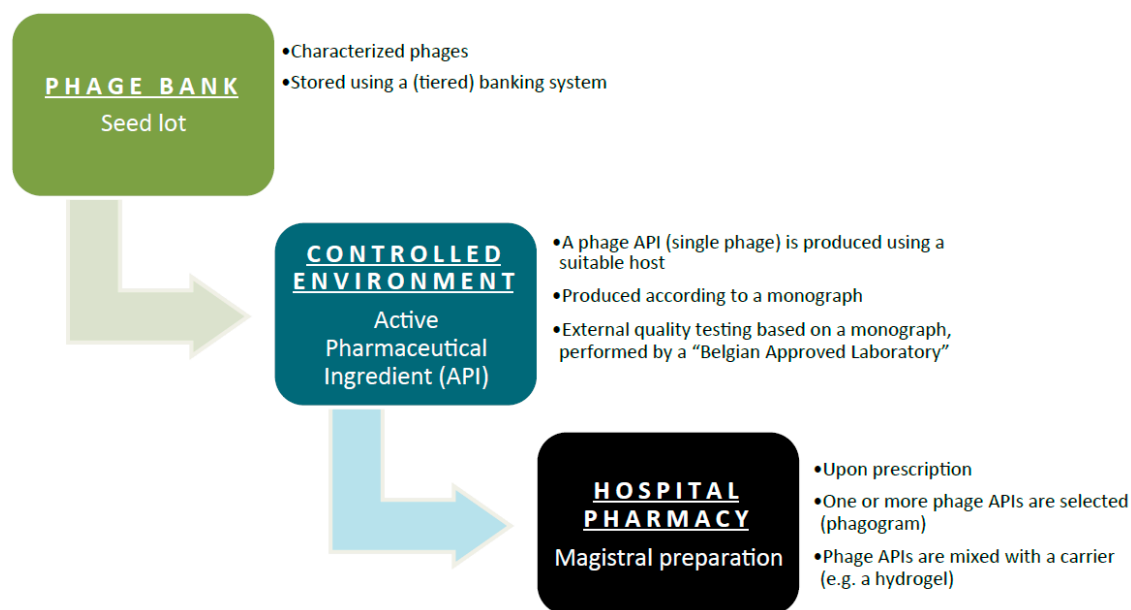 PHAGE BANK
Seed lot
•Characterized phages
•Stored using a (tiered) banking system
CONTROLLED
ENVIRONMENT
Active
Pharmaceutical
Ingredient (API)
•A phage API (single phage) is produced using a
suitable host
•Produced according to a monograph
•External quality testing based on a monograph,
performed by a “Belgian Approved Laboratory”
HOSPITAL
PHARMACY
Magistral preparation
•Upon prescription
•One or more phage APIs are selected
(phagogram)
•Phage APIs are mixed with a carrier
(e.g. a hydrogel)